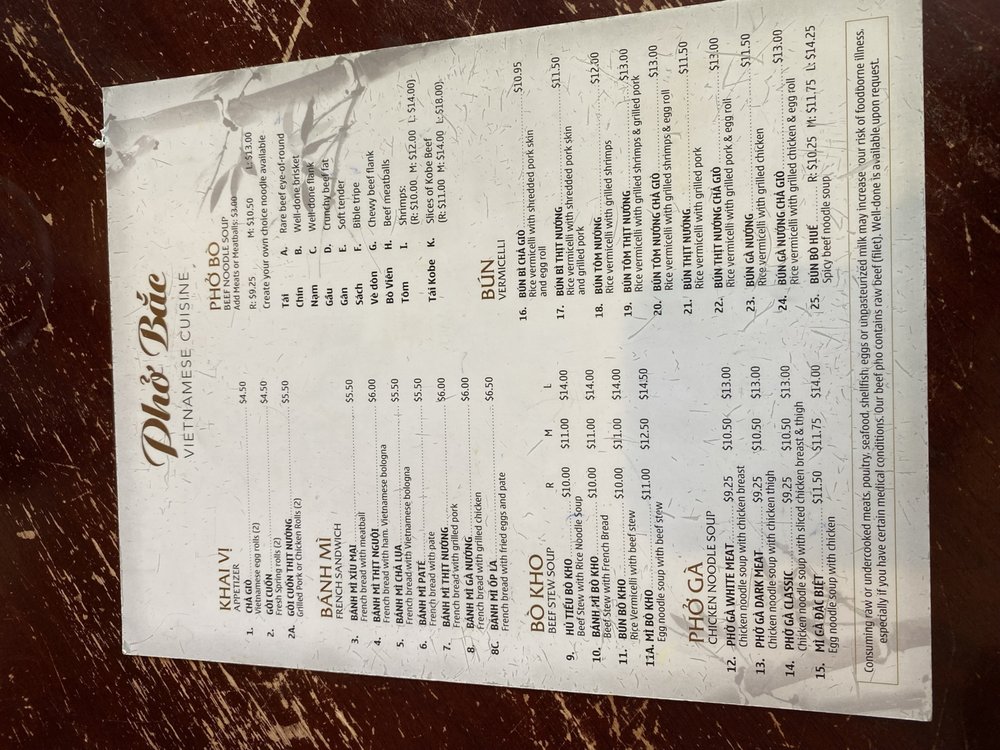 Phở Bắc
VIETNAMESE CUISINE
KHAI VỊ
APPETIZER
1. CHẢ GIÒ $4.50
Vietnamese egg rolls (2)
2. GỎI CUỐN $4.50
Fresh Spring rolls (2)
2A. GỎI CUỐN THỊT NƯỚNG $5.50
Grilled Pork or Chicken Rolls (2)
BÁNH MÌ
FRENCH SANDWICH
3. BÁNH MÌ XÍU MẠI $5.50
French bread with meatball
4. BÁNH MÌ THỊT NGUỘI $6.00
French bread with ham, Vietnamese bologna
5. BÁNH MÌ CHẢ LỤA $5.50
French bread with Vietnamese bologna
6. BÁNH MÌ PATÉ $5.50
French bread with pate
7. BÁNH MÌ THỊT NƯỚNG $6.00
French bread with grilled pork
8. BÁNH MÌ GÀ NƯỚNG $6.00
French bread with grilled chicken
8C. BÁNH MÌ ỐP LA $6.50
French bread with fried eggs and pate
BÒ KHO
BEEF STEW SOUP
R M L
9. HỦ TIẾU BÒ KHO $10.00 $11.00 $14.00
Beef Stew with Rice Noodle Soup
10. BÁNH MÌ BÒ KHO $10.00 $11.00 $14.00
Beef Stew with French Bread
11. BÚN BÒ KHO $10.00 $11.00 $14.00
Rice Vermicelli with beef stew
11A. MÌ BÒ KHO $11.00 $12.50 $14.50
Egg noodle soup with beef stew
PHỞ GÀ
CHICKEN NOODLE SOUP
12. PHỞ GÀ WHITE MEAT $9.25 $10.50 $13.00
Chicken noodle soup with chicken breast
13. PHỞ GÀ DARK MEAT $9.25 $10.50 $13.00
Chicken noodle soup with chicken thigh
14. PHỞ GÀ CLASSIC $9.25 $10.50 $13.00
Chicken noodle soup with sliced chicken breast & thigh
15. MÌ GÀ ĐẶC BIỆT $11.50 $11.75 $14.00
Egg noodle soup with chicken
PHỞ BÒ
BEEF NOODLE SOUP
Add Meats or Meatballs: $3.00
R: $9.25 M: $10.50 L: $13.00
Create your own choice noodle available
Tái A. Rare beef eye-of-round
Chín B. Well-done brisket
Nạm C. Well-done flank
Gầu D. Crunchy beef fat
Gân E. Soft tender
Sách F. Bible tripe
Vè dòn G. Chewy beef flank
Bò Viên H. Beef meatballs
Tôm I. Shrimps:
(R: $10.00 M: $12.00 L: $14.00)
Tái Kobe K. Slices of Kobe Beef
(R: $11.00 M: $14.00 L: $18.00)
BÚN
VERMICELLI
16. BÚN BÌ CHẢ GIÒ $10.95
Rice vermicelli with shredded pork skin
and egg roll
17. BÚN BÌ THỊT NƯỚNG $11.50
Rice vermicelli with shredded pork skin
and grilled pork
18. BÚN TÔM NƯỚNG $12.00
Rice vermicelli with grilled shrimps
19. BÚN TÔM THỊT NƯỚNG $13.00
Rice vermicelli with grilled shrimps & grilled pork
20. BÚN TÔM NƯỚNG CHẢ GIÒ $13.00
Rice vermicelli with grilled shrimps & egg roll
21. BÚN THỊT NƯỚNG $11.50
Rice vermicelli with grilled pork
22. BÚN THỊT NƯỚNG CHẢ GIÒ $13.00
Rice vermicelli with grilled pork & egg roll
23. BÚN GÀ NƯỚNG $11.50
Rice vermicelli with grilled chicken
24. BÚN GÀ NƯỚNG CHẢ GIÒ $13.00
Rice vermicelli with grilled chicken & egg roll
25. BÚN BÒ HUẾ R: $10.25 M: $11.75 L: $14.25
Spicy beef noodle soup
Consuming raw or undercooked meats, poultry, seafood, shellfish, eggs or unpasteurized milk may increase your risk of foodborne illness,
especially if you have certain medical conditions. Our beef pho contains raw beef (filet). Well-done is available upon request.